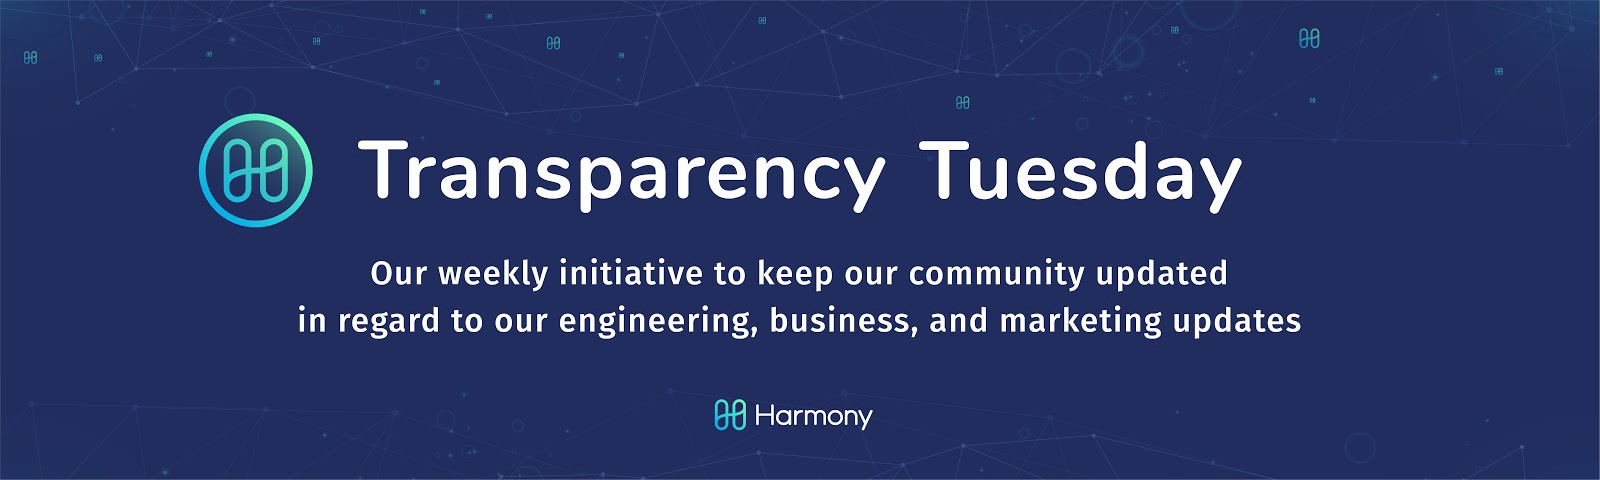 Transparency Tuesday
Our weekly initiative to keep our community updated
in regard to our engineering, business, and marketing updates
Harmony